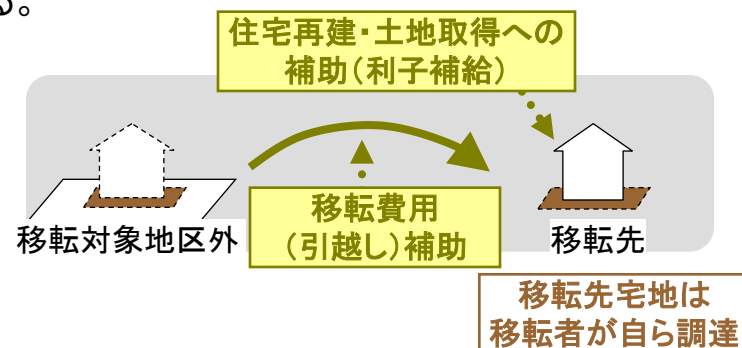 る。
住宅再建・土地取得への
補助(利子補給)
移転対象地区外
移転費用
(引越し)補助
移転先
移転先宅地は
移転者が自ら調達